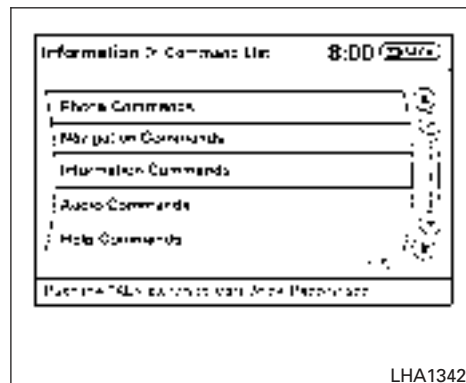 Information > Command List 8:00
Phone Commands
Navigation Commands
Information Commands
Audio Commands
Help Commands
LHA1342